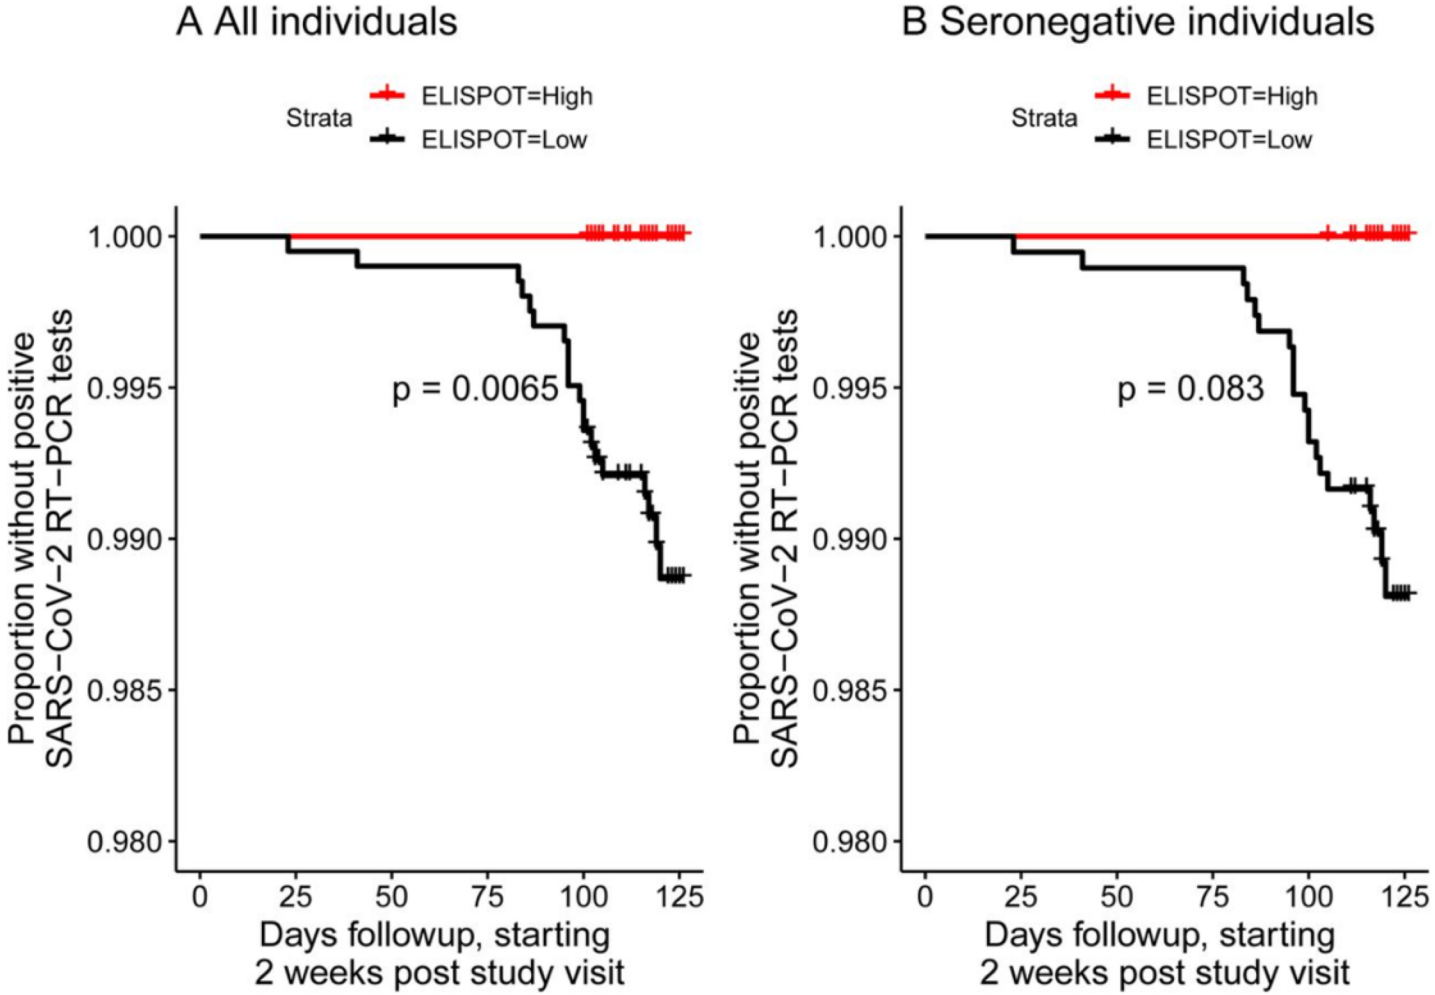 A All individuals
Strata
ELISPOT=High
ELISPOT=Low
Proportion without positive
SARS−CoV−2 RT−PCR tests
1.000
0.995
0.990
0.985
0.980
p = 0.0065
0 25 50 75 100 125
Days followup, starting
2 weeks post study visit
B Seronegative individuals
Strata
ELISPOT=High
ELISPOT=Low
Proportion without positive
SARS−CoV−2 RT−PCR tests
1.000
0.995
0.990
0.985
0.980
p = 0.083
0 25 50 75 100 125
Days followup, starting
2 weeks post study visit